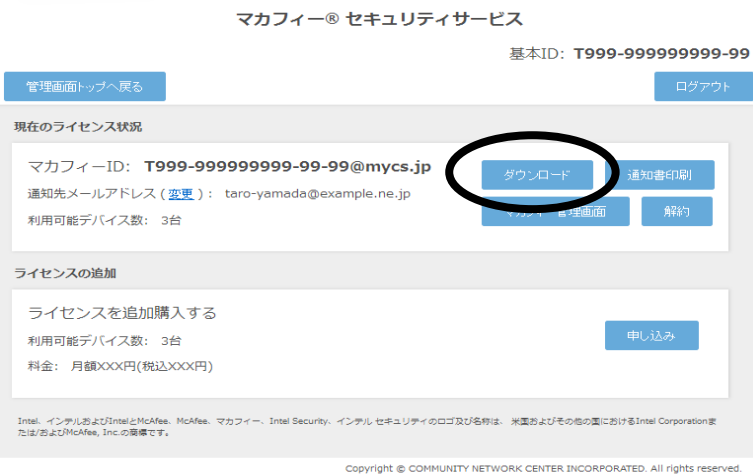 マカフィー® セキュリティサービス
基本ID: T999-999999999-99
管理画面トップへ戻る
ログアウト
現在のライセンス状況
マカフィーID: T999-999999999-99-99@mycs.jp
ダウンロード
通知書印刷
通知先メールアドレス ( 変更 ) : taro-yamada@example.ne.jp
マカフィー管理画面
解約
利用可能デバイス数: 3台
ライセンスの追加
ライセンスを追加購入する
利用可能デバイス数: 3台
申し込み
料金: 月額XXX円(税込XXX円)
Intel、インテルおよびIntelとMcAfee、McAfee、マカフィー、Intel Security、インテル セキュリティのロゴ及び名称は、 米国およびその他の国におけるIntel Corporationま
たは/およびMcAfee, Inc.の商標です。
Copyright © COMMUNITY NETWORK CENTER INCORPORATED. All rights reserved.